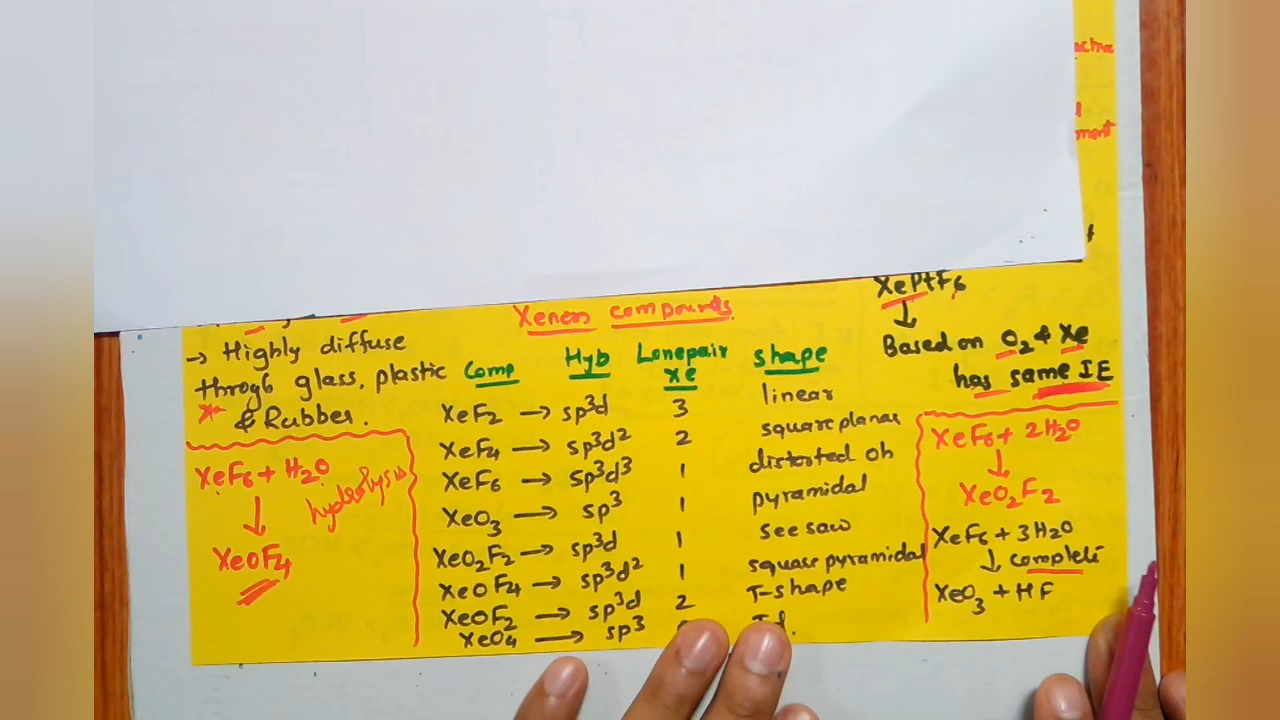 → Highly diffuse
througb glass, plastic
* & Rubber.
XeF6 + H2O
↓ hydrolysis
XeOF4
Xenon compounds
Comp Hyb Lonepair Xe shape
XeF2 → sp³d 3 linear
XeF4 → sp³d² 2 square planar
XeF6 → sp³d³ 1 distorted oh
XeO3 → sp³ 1 pyramidal
XeO2F2 → sp³d 1 see saw
XeOF4 → sp³d² 1 square pyramidal
XeOF2 → sp³d 2 T-shape
XeO4 → sp³
XePtF6
↓
Based on O2 & Xe
has same IE
XeF6 + 2H2O
↓
XeO2F2
XeF6 + 3H2O
↓ complete
XeO3 + HF